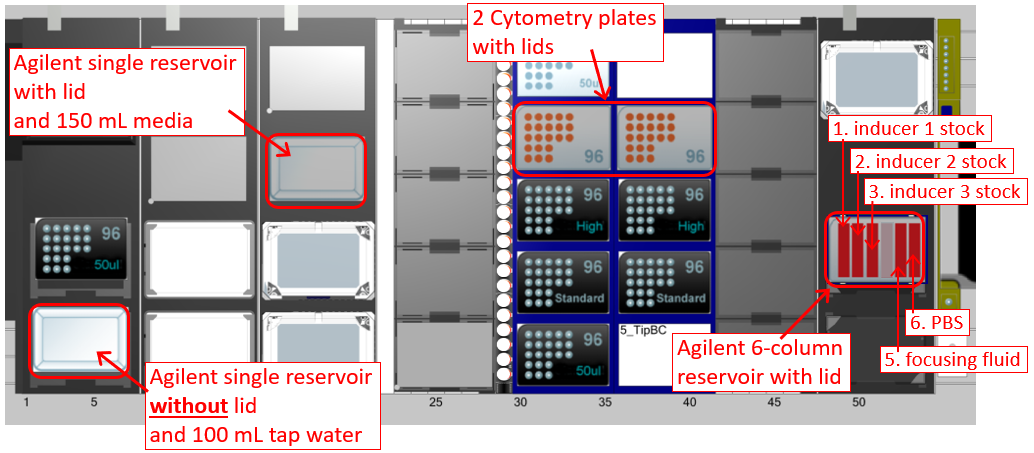 2 Cytometry plates
with lids
Agilent single reservoir
with lid
and 150 mL media
50ul
96
96
1. inducer 1 stock
2. inducer 2 stock
3. inducer 3 stock
96
50ul
96
High
96
High
96
Standard
96
Standard
6. PBS
5. focusing fluid
96
50ul
5_TipBC
Agilent 6-column
reservoir with lid
Agilent single reservoir
without lid
and 100 mL tap water
1
5
25
30
35
40
45
50